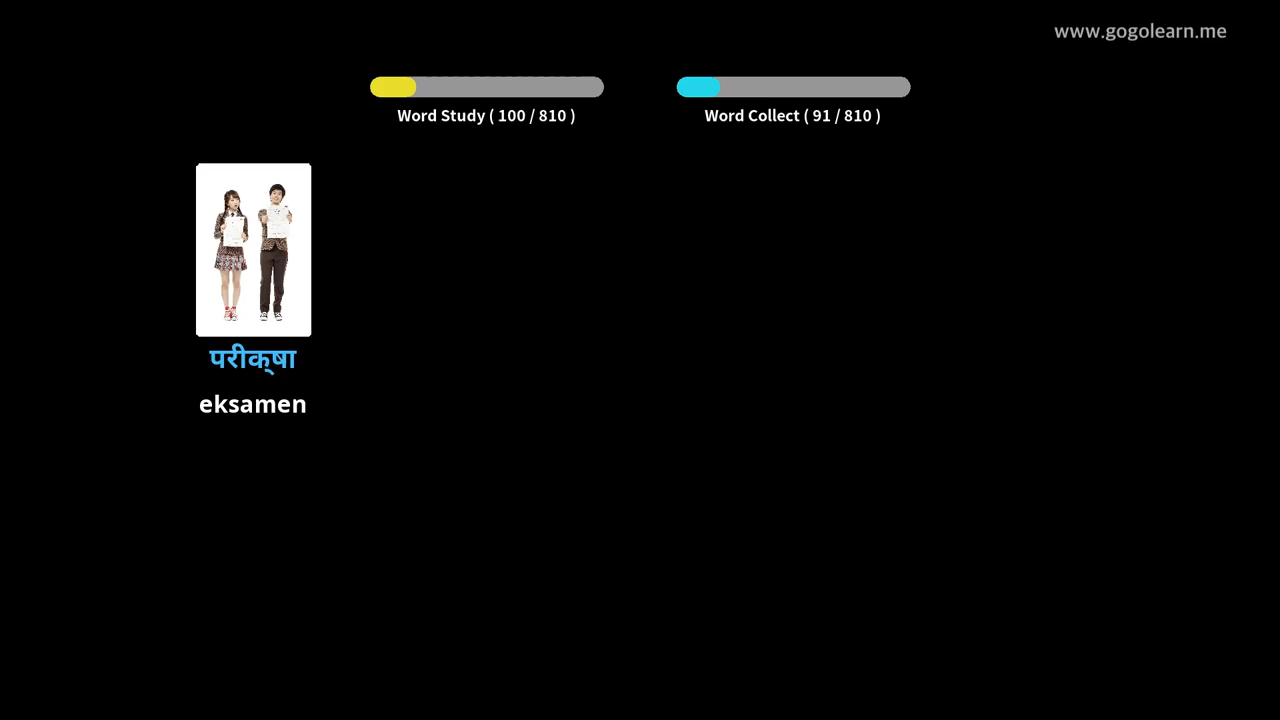 www.gogolearn.me
Word Study ( 100 / 810 )
Word Collect ( 91 / 810 )
परीक्षा
eksamen